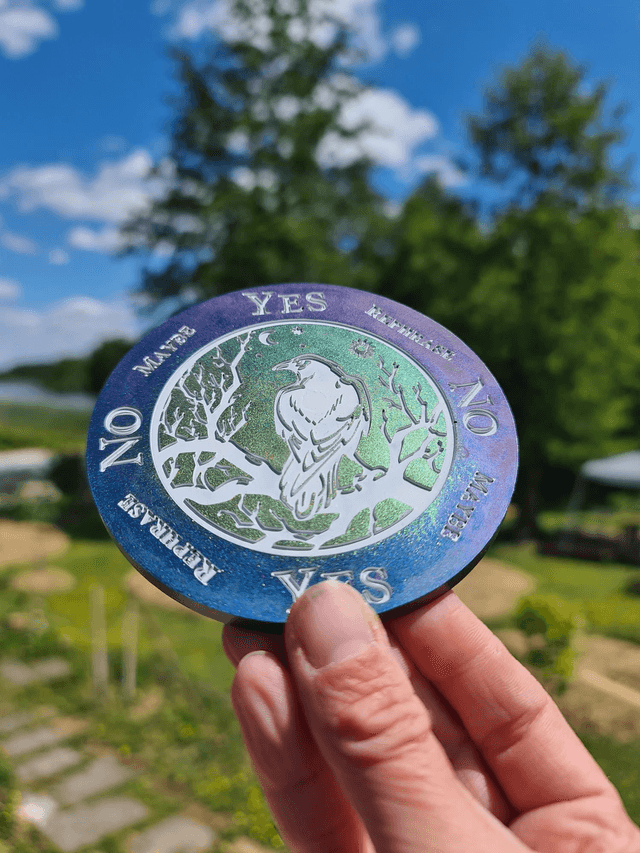 YES
REPHRASE
NO
MAYBE
YES
REPHRASE
NO
MAYBE